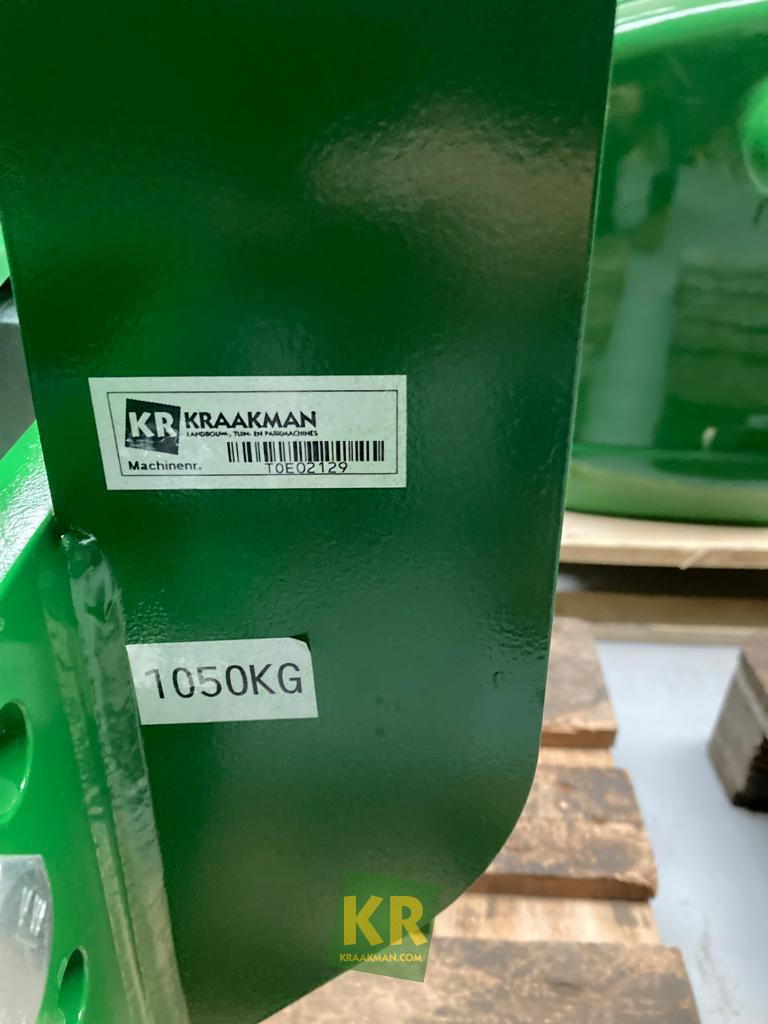 KR KRAAKMAN
LANDBOUW-, TUIN- EN PARKMACHINES
Machinenr.
T0E02129
1050KG
KR
KRAAKMAN.COM